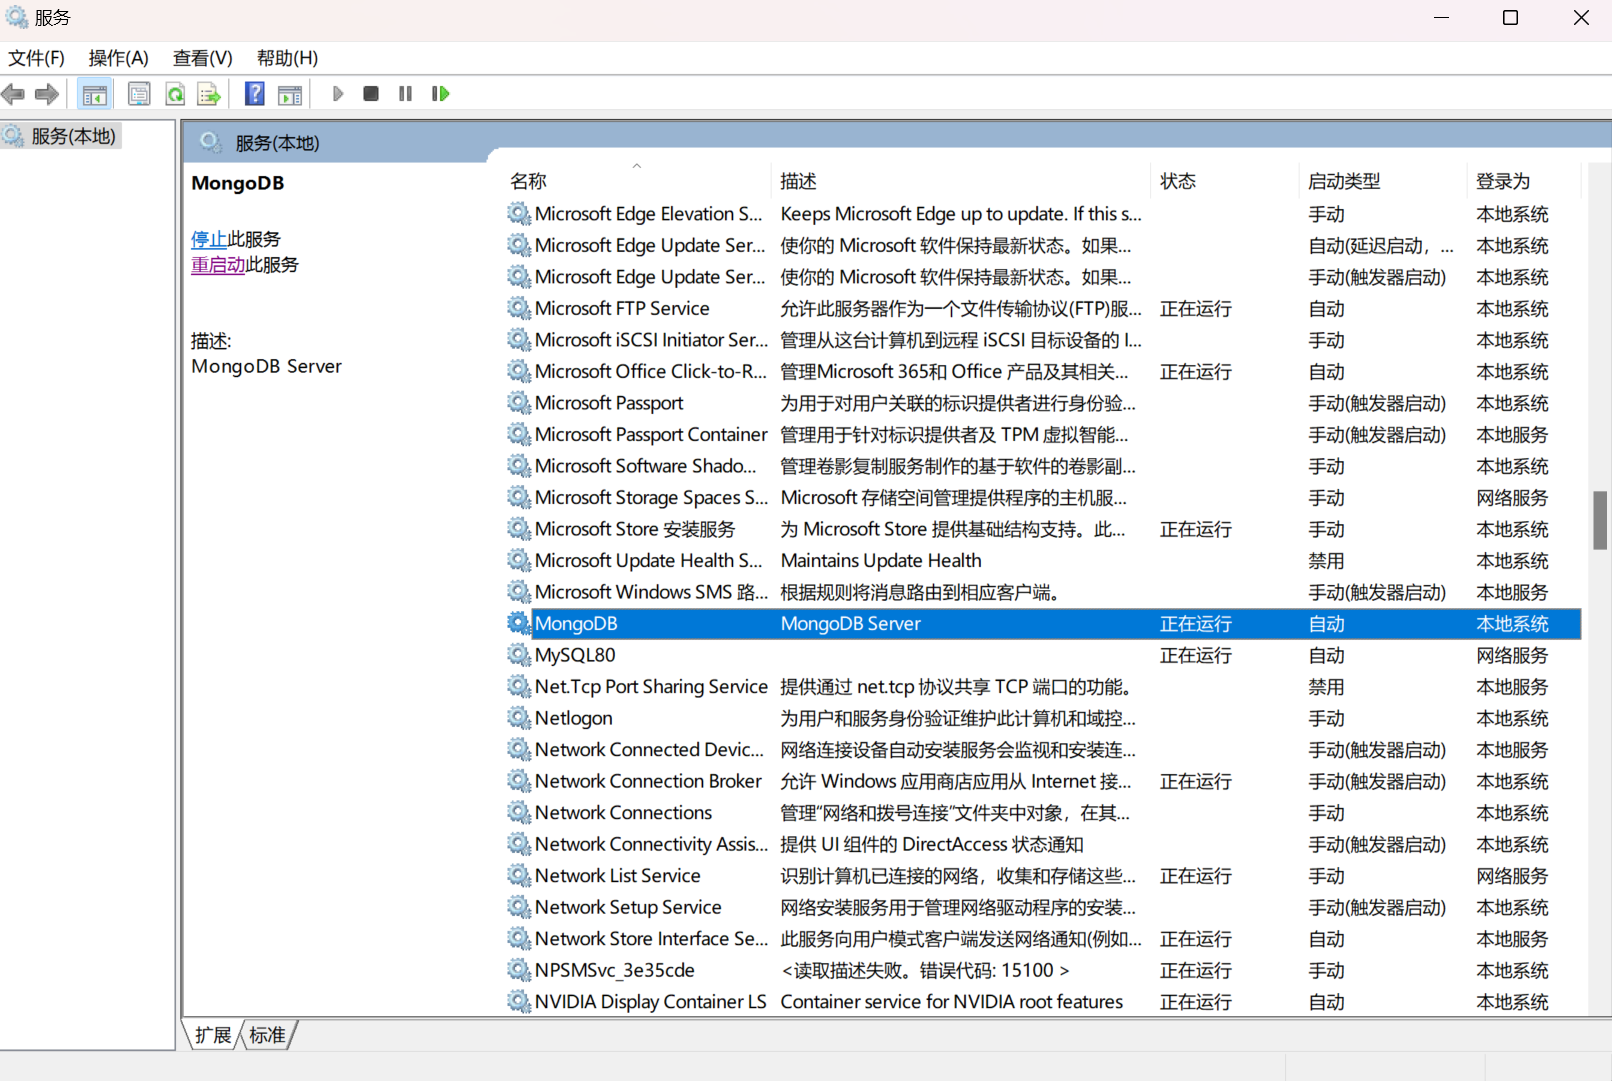 服务
文件(F) 操作(A) 查看(V) 帮助(H)
服务(本地)
服务(本地)
MongoDB
停止此服务
重启动此服务
描述:
MongoDB Server
名称 描述 状态 启动类型 登录为
Microsoft Edge Elevation S... Keeps Microsoft Edge up to update. If this s... 手动 本地系统
Microsoft Edge Update Ser... 使你的 Microsoft 软件保持最新状态。如果... 自动(延迟启动，... 本地系统
Microsoft Edge Update Ser... 使你的 Microsoft 软件保持最新状态。如果... 手动(触发器启动) 本地系统
Microsoft FTP Service 允许此服务器作为一个文件传输协议(FTP)服... 正在运行 自动 本地系统
Microsoft iSCSI Initiator Ser... 管理从这台计算机到远程 iSCSI 目标设备的 I... 手动 本地系统
Microsoft Office Click-to-R... 管理Microsoft 365和 Office 产品及其相关... 正在运行 自动 本地系统
Microsoft Passport 为用于对用户关联的标识提供者进行身份验... 手动(触发器启动) 本地系统
Microsoft Passport Container 管理用于针对标识提供者及 TPM 虚拟智能... 手动(触发器启动) 本地服务
Microsoft Software Shado... 管理卷影复制服务制作的基于软件的卷影副... 手动 本地系统
Microsoft Storage Spaces S... Microsoft 存储空间管理提供程序的主机服... 手动 网络服务
Microsoft Store 安装服务 为 Microsoft Store 提供基础结构支持。此... 正在运行 手动 本地系统
Microsoft Update Health S... Maintains Update Health 禁用 本地系统
Microsoft Windows SMS 路... 根据规则将消息路由到相应客户端。 手动(触发器启动) 本地服务
MongoDB MongoDB Server 正在运行 自动 本地系统
MySQL80 正在运行 自动 网络服务
Net.Tcp Port Sharing Service 提供通过 net.tcp 协议共享 TCP 端口的功能。 禁用 本地服务
Netlogon 为用户和服务身份验证维护此计算机和域控... 手动 本地系统
Network Connected Devic... 网络连接设备自动安装服务会监视和安装连... 手动(触发器启动) 本地服务
Network Connection Broker 允许 Windows 应用商店应用从 Internet 接... 正在运行 手动(触发器启动) 本地系统
Network Connections 管理“网络和拨号连接”文件夹中对象，在其... 手动 本地系统
Network Connectivity Assis... 提供 UI 组件的 DirectAccess 状态通知 手动(触发器启动) 本地系统
Network List Service 识别计算机已连接的网络，收集和存储这些... 正在运行 手动 网络服务
Network Setup Service 网络安装服务用于管理网络驱动程序的安装... 手动(触发器启动) 本地系统
Network Store Interface Se... 此服务向用户模式客户端发送网络通知(例如... 正在运行 自动 本地服务
NPSMSvc_3e35cde <读取描述失败。错误代码: 15100 > 正在运行 手动 本地系统
NVIDIA Display Container LS Container service for NVIDIA root features 正在运行 自动 本地系统
扩展 标准